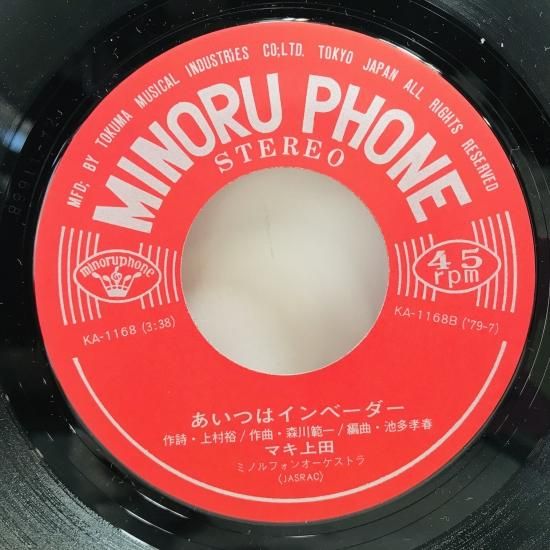 MFD; BY TOKUMA MUSICAL INDUSTRIES CO;LTD. TOKYO JAPAN ALL RIGHTS RESERVED
MINORU PHONE
STEREO
minoruphone
45
rpm
KA-1168 (3:38)
KA-1168B ('79-7)
あいつはインベーダー
作詩・上村裕/作曲・森川範一/編曲・池多孝春
マキ上田
ミノルフォンオーケストラ
(JASRAC)